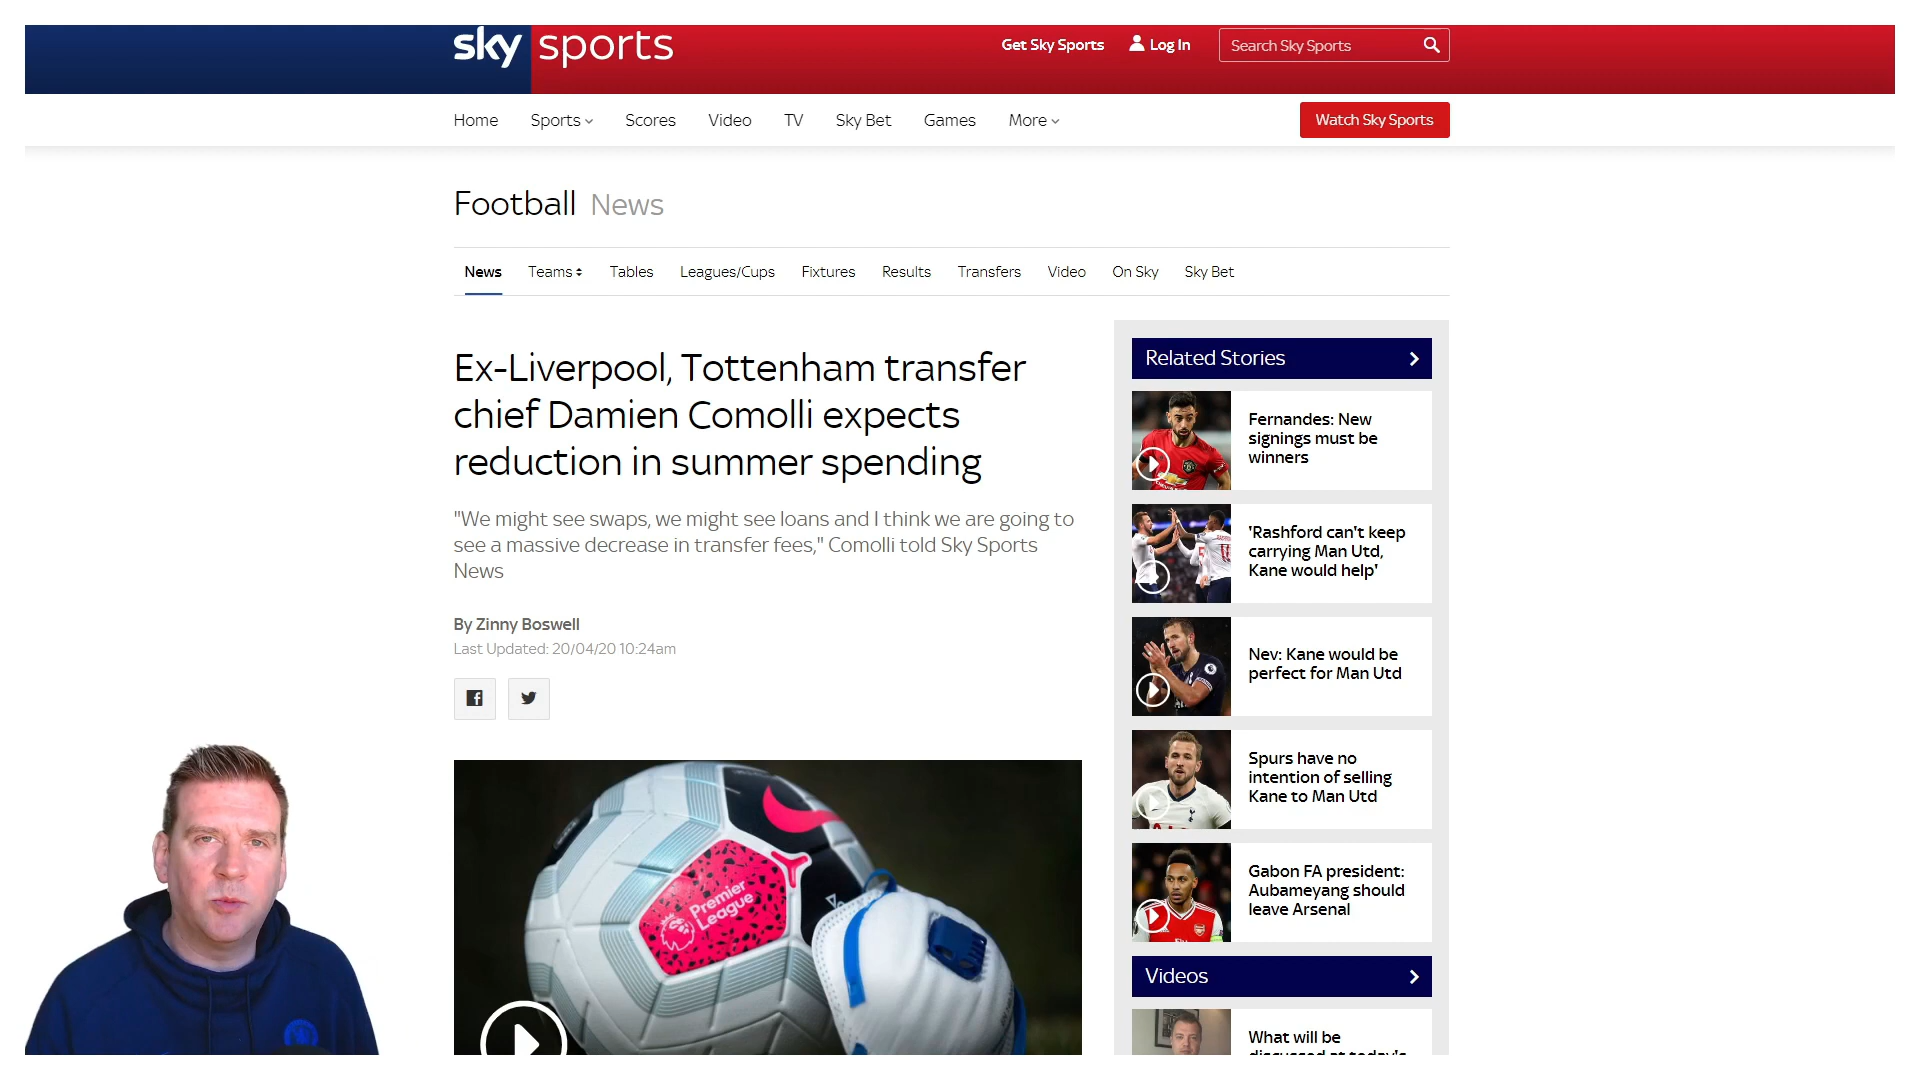 sky sports
Get Sky Sports
Log In
Search Sky Sports
Home Sports Scores Video TV Sky Bet Games More
Watch Sky Sports
Football News
News Teams Tables Leagues/Cups Fixtures Results Transfers Video On Sky Sky Bet
Ex-Liverpool, Tottenham transfer
chief Damien Comolli expects
reduction in summer spending
"We might see swaps, we might see loans and I think we are going to
see a massive decrease in transfer fees," Comolli told Sky Sports
News
By Zinny Boswell
Last Updated: 20/04/20 10:24am
Premier
League
Related Stories
Fernandes: New
signings must be
winners
'Rashford can't keep
carrying Man Utd,
Kane would help'
Nev: Kane would be
perfect for Man Utd
Spurs have no
intention of selling
Kane to Man Utd
Gabon FA president:
Aubameyang should
leave Arsenal
Videos
What will be
discussed at today's